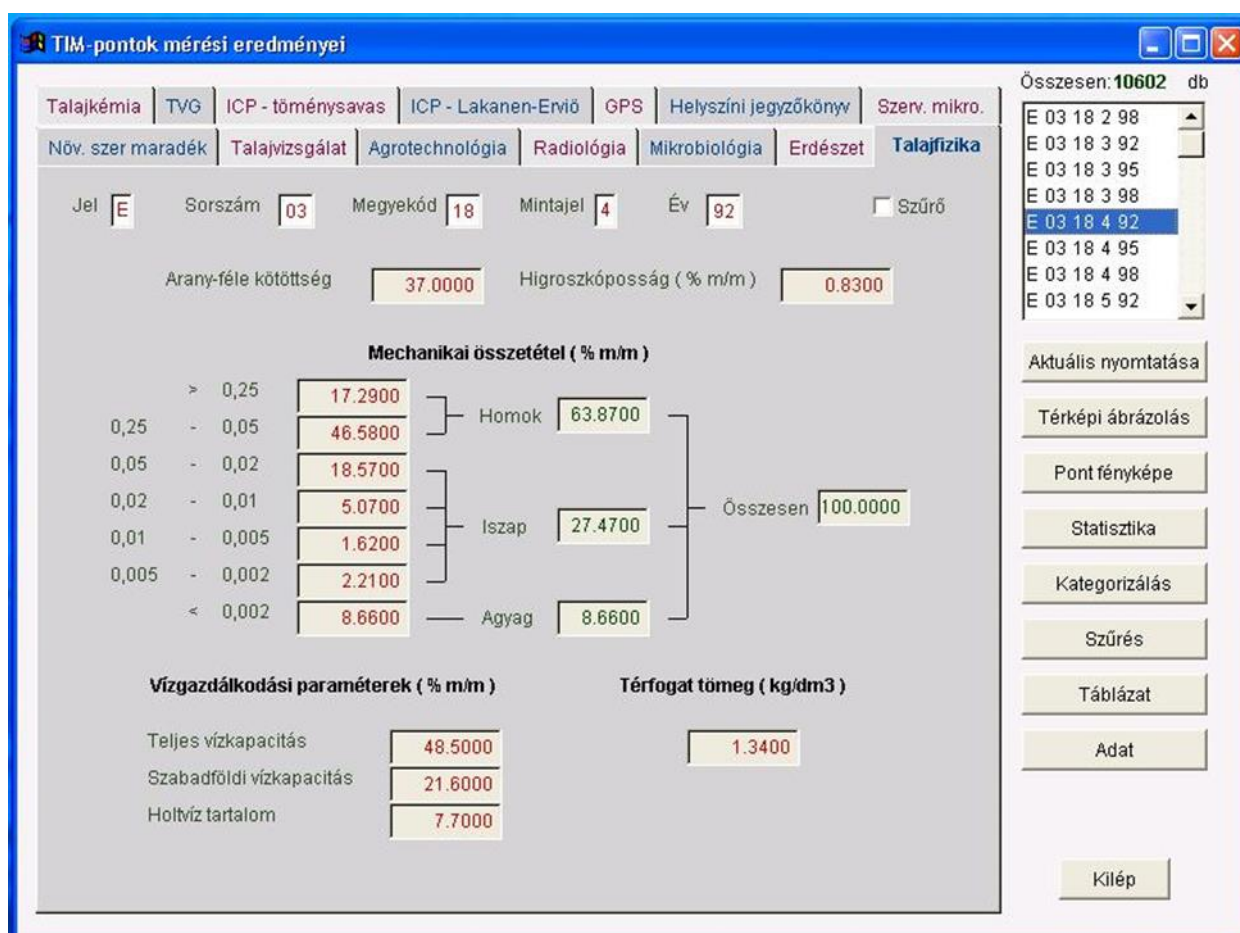 TIM-pontok mérési eredményei
Összesen: 10602 db
Talajkémia TVG ICP - töménysavas ICP - Lakanen-Erviö GPS Helyszíni jegyzőkönyv Szerv. mikro.
Növ. szer maradék Talajvizsgálat Agrotechnológia Radiológia Mikrobiológia Erdészet Talajfizika
Jel E Sorszám 03 Megyekód 18 Mintajel 4 Év 92 Szűrő
Arany-féle kötöttség 37.0000 Higroszkóposság ( % m/m ) 0.8300
Mechanikai összetétel ( % m/m )
> 0,25 17.2900
0,25 - 0,05 46.5800
Homok 63.8700
0,05 - 0,02 18.5700
0,02 - 0,01 5.0700
0,01 - 0,005 1.6200
0,005 - 0,002 2.2100
Iszap 27.4700
< 0,002 8.6600 Agyag 8.6600
Összesen 100.0000
Vízgazdálkodási paraméterek ( % m/m )
Teljes vízkapacitás 48.5000
Szabadföldi vízkapacitás 21.6000
Holtvíz tartalom 7.7000
Térfogat tömeg ( kg/dm3 )
1.3400
E 03 18 2 98
E 03 18 3 92
E 03 18 3 95
E 03 18 3 98
E 03 18 4 92
E 03 18 4 95
E 03 18 4 98
E 03 18 5 92
Aktuális nyomtatása
Térképi ábrázolás
Pont fényképe
Statisztika
Kategorizálás
Szűrés
Táblázat
Adat
Kilép